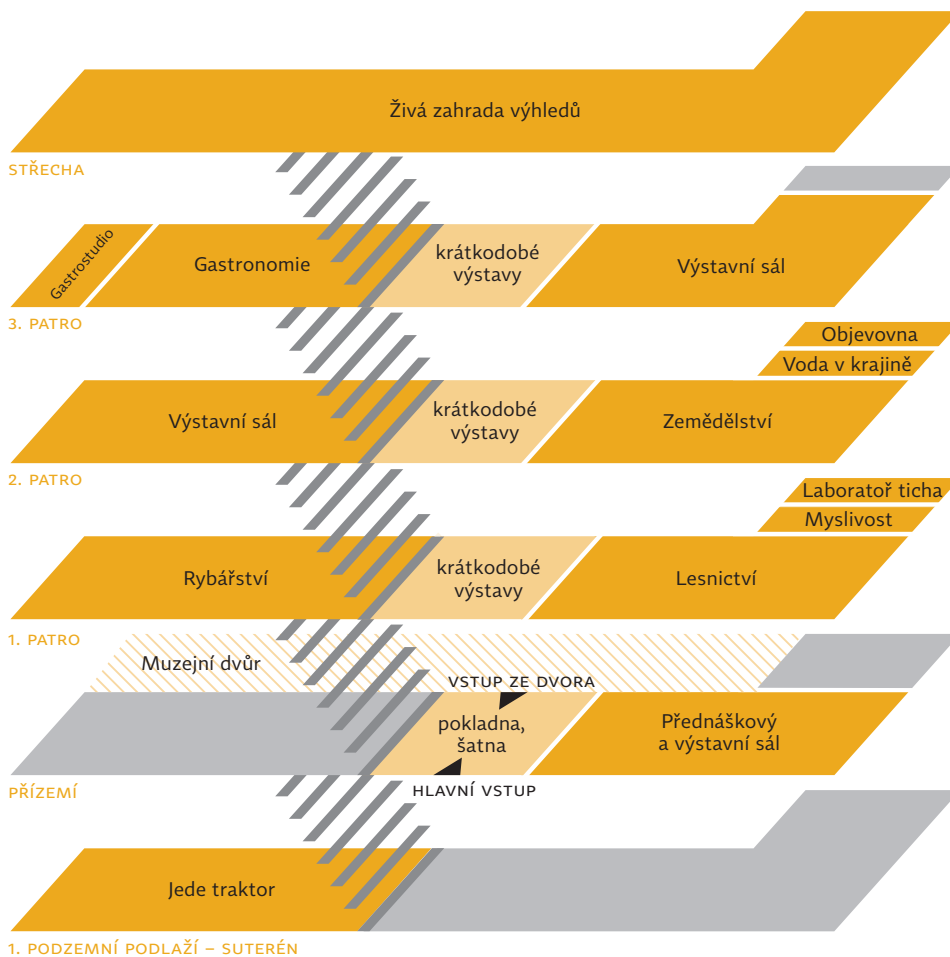 Živá zahrada výhledů
STŘECHA
Gastrostudio
Gastronomie
krátkodobé
výstavy
Výstavní sál
3. PATRO
Objevovna
Voda v krajině
Výstavní sál
krátkodobé
výstavy
Zemědělství
2. PATRO
Laboratoř ticha
Myslivost
Rybářství
krátkodobé
výstavy
Lesnictví
1. PATRO
Muzejní dvůr
VSTUP ZE DVORA
pokladna,
šatna
Přednáškový
a výstavní sál
HLAVNÍ VSTUP
PŘÍZEMÍ
Jede traktor
1. PODZEMNÍ PODLAŽÍ – SUTERÉN